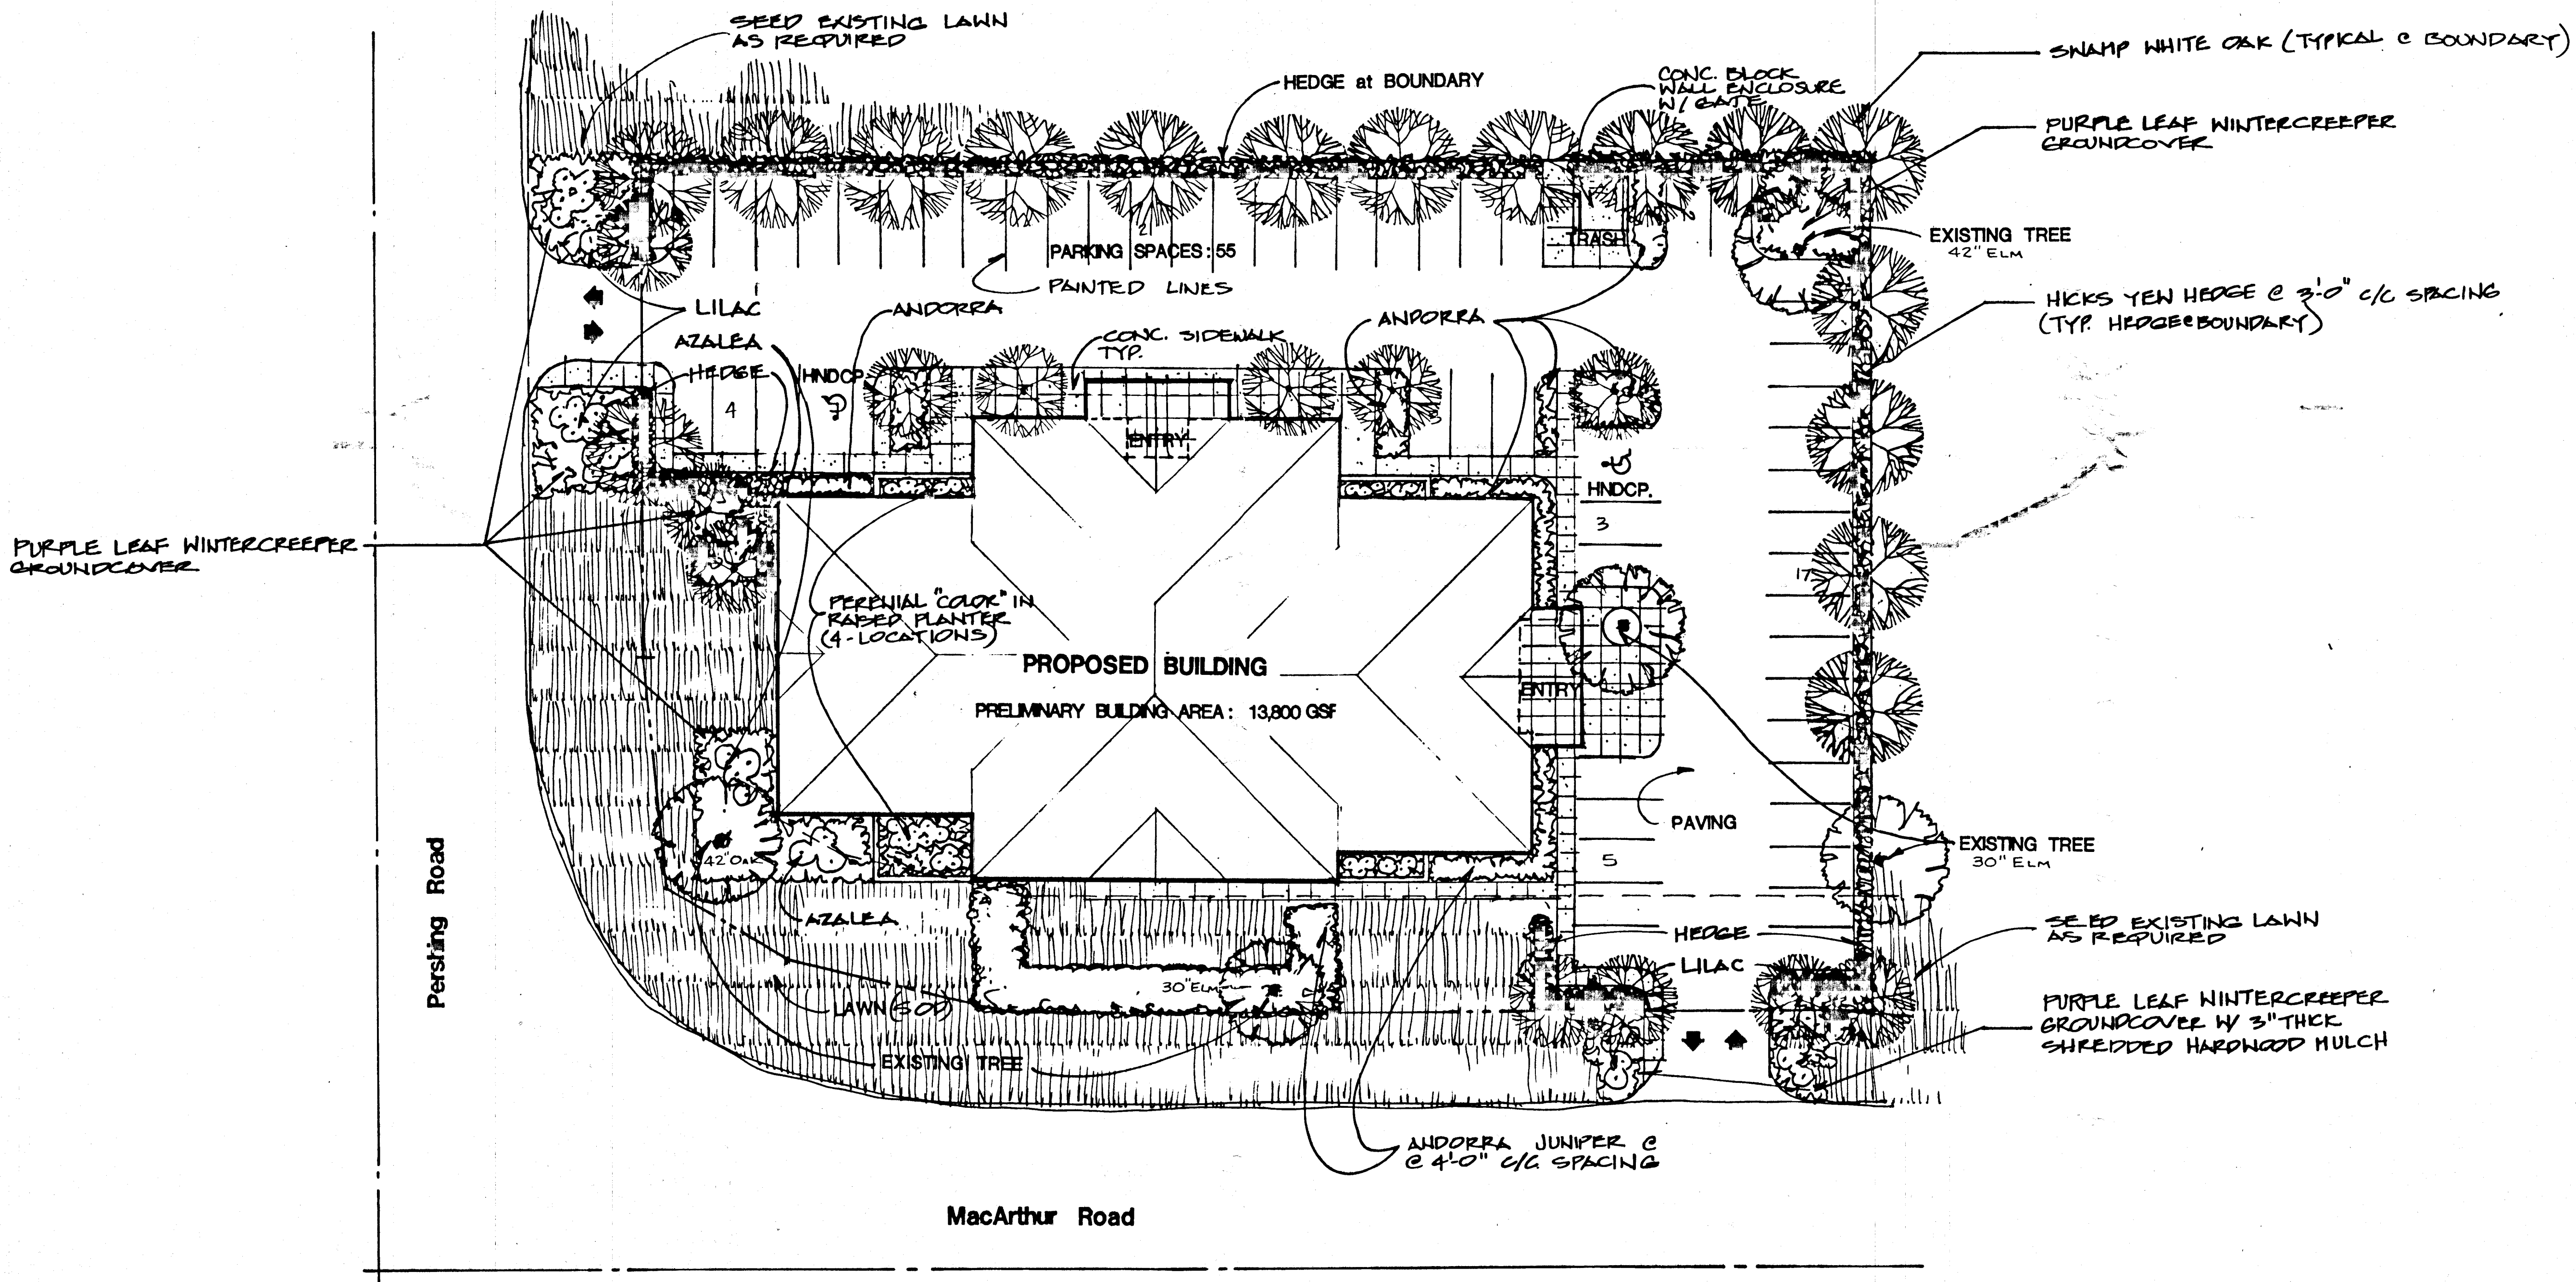 SEED EXISTING LAWN
AS REQUIRED
HEDGE at BOUNDARY
CONC. BLOCK
WALL ENCLOSURE
W/ GATE
SWAMP WHITE OAK (TYPICAL @ BOUNDARY)
PURPLE LEAF WINTERCREEPER
GROUNDCOVER
EXISTING TREE
42" ELM
HICKS YEW HEDGE @ 3'-0" C/C SPACING
(TYP. HEDGE@BOUNDARY)
21
PARKING SPACES: 55
PAINTED LINES
TRASH
LILAC
ANDORRA
ANDORRA
AZALEA
CONC. SIDEWALK
TYP.
HEDGE
HNDCP.
4
ENTRY
HNDCP.
3
17
PURPLE LEAF WINTERCREEPER
GROUNDCOVER
PERENIAL "COLOR" IN
RAISED PLANTER
(4-LOCATIONS)
PROPOSED BUILDING
PRELIMINARY BUILDING AREA: 13,800 GSF
ENTRY
PAVING
5
EXISTING TREE
30" ELM
42" OAK
AZALEA
Pershing Road
HEDGE
LILAC
SEED EXISTING LAWN
AS REQUIRED
30" ELM
LAWN (SOD)
EXISTING TREE
PURPLE LEAF WINTERCREEPER
GROUNDCOVER W/ 3" THICK
SHREDDED HARDWOOD MULCH
ANDORRA JUNIPER @
@ 4'-0" C/C SPACING
MacArthur Road